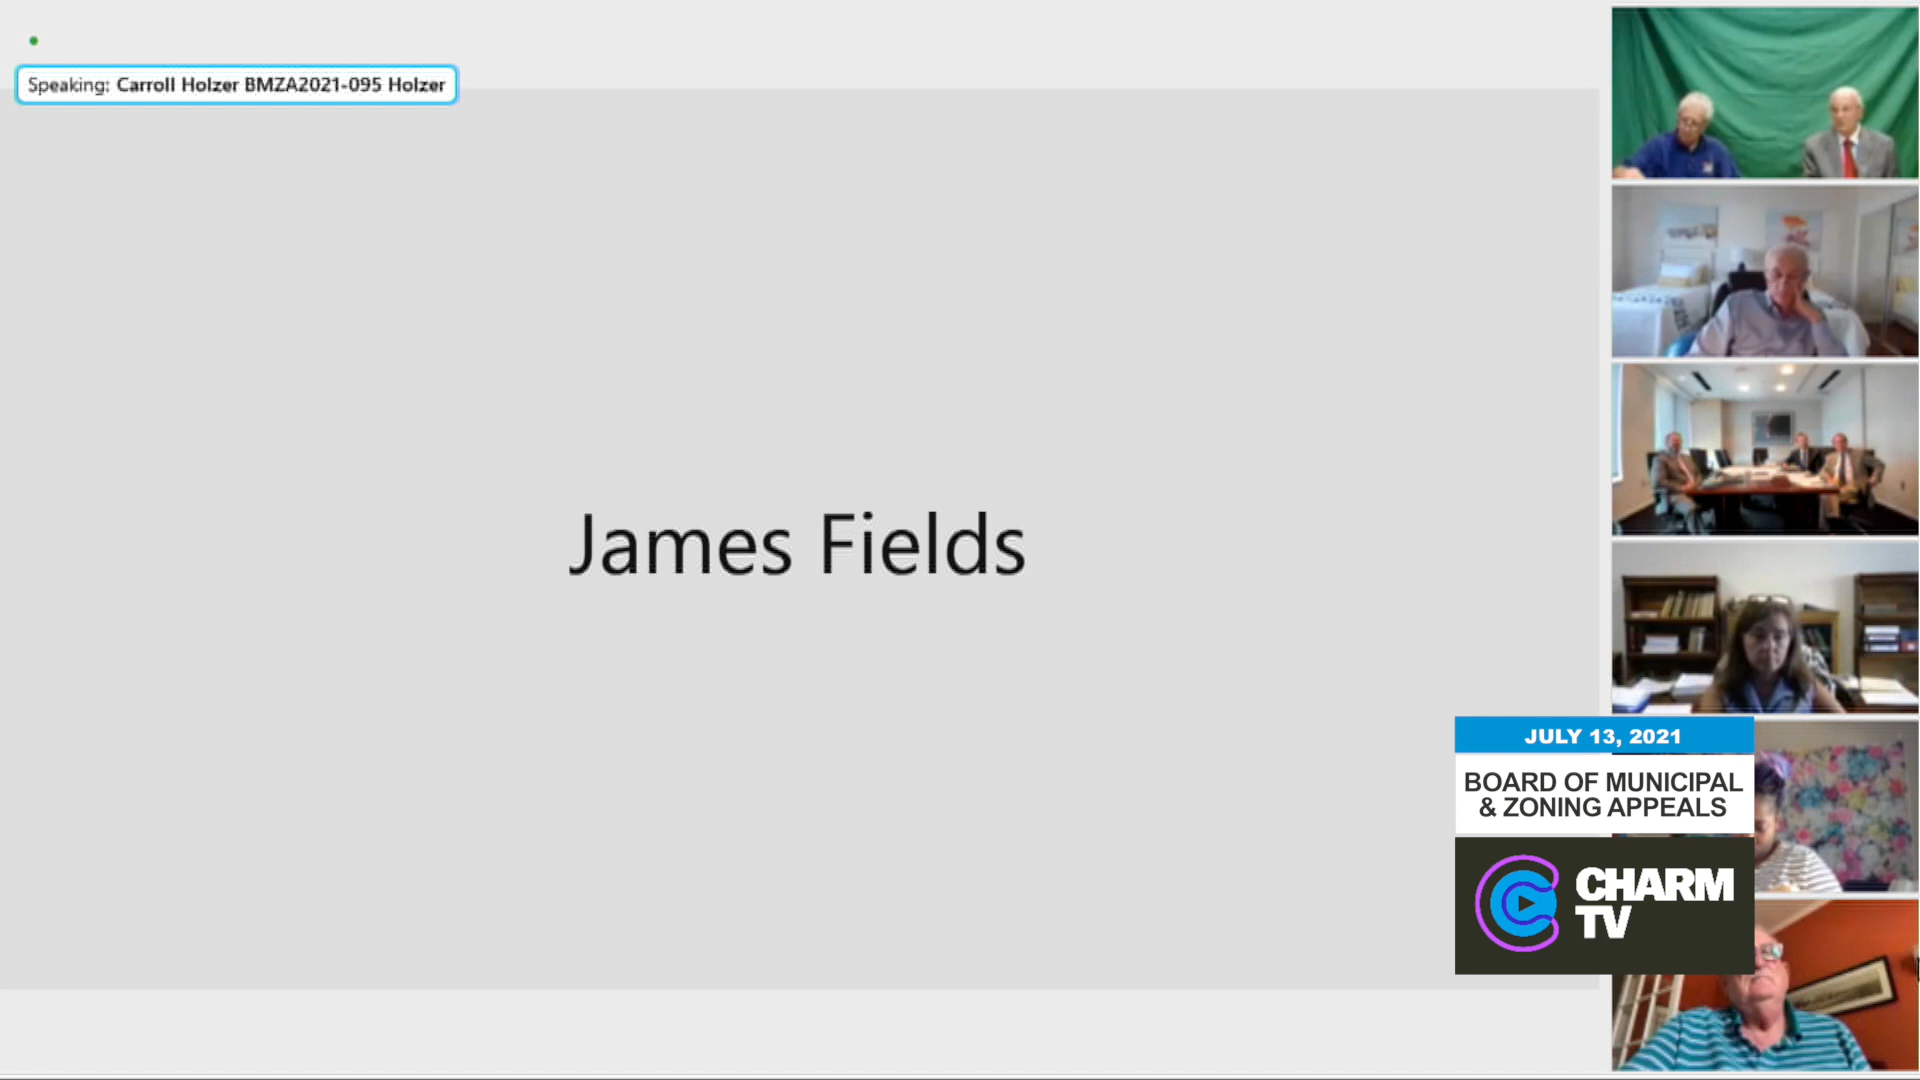 Speaking: Carroll Holzer BMZA2021-095 Holzer
James Fields
JULY 13, 2021
BOARD OF MUNICIPAL
& ZONING APPEALS
CHARM
TV